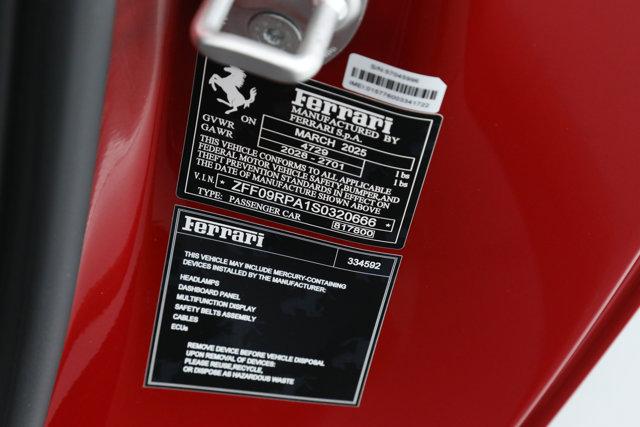 S/N:57045996
IMEI:015776003341722
Ferrari
MANUFACTURED BY
FERRARI S.p.A.
MARCH 2025
GVWR 4729 lbs
GAWR 2028 - 2701 lbs
THIS VEHICLE CONFORMS TO ALL APPLICABLE
FEDERAL MOTOR VEHICLE SAFETY, BUMPER, AND
THEFT PREVENTION STANDARDS IN EFFECT ON
THE DATE OF MANUFACTURE SHOWN ABOVE
V.I.N. * ZFF09RPA1S0320666 *
TYPE: PASSENGER CAR 817800
Ferrari
334592
THIS VEHICLE MAY INCLUDE MERCURY-CONTAINING
DEVICES INSTALLED BY THE MANUFACTURER:
HEADLAMPS
DASHBOARD PANEL
MULTIFUNCTION DISPLAY
SAFETY BELTS ASSEMBLY
CABLES
ECUs
REMOVE DEVICE BEFORE VEHICLE DISPOSAL
UPON REMOVAL OF DEVICES:
PLEASE REUSE,RECYCLE,
OR DISPOSE AS HAZARDOUS WASTE